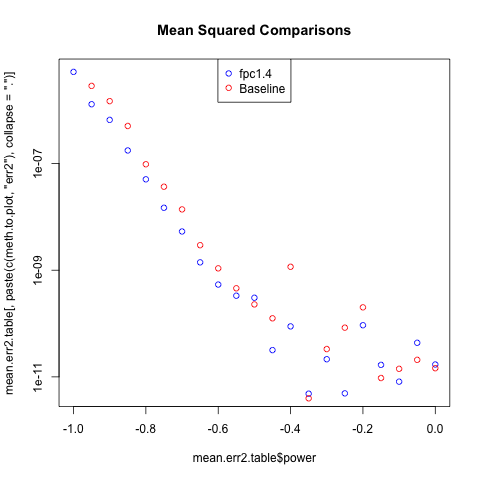 Mean Squared Comparisons
fpc1.4
Baseline
mean.err2.table[, paste(c(meth.to.plot, "err2"), collapse = ".")]
1e-07
1e-09
1e-11
-1.0 -0.8 -0.6 -0.4 -0.2 0.0
mean.err2.table$power